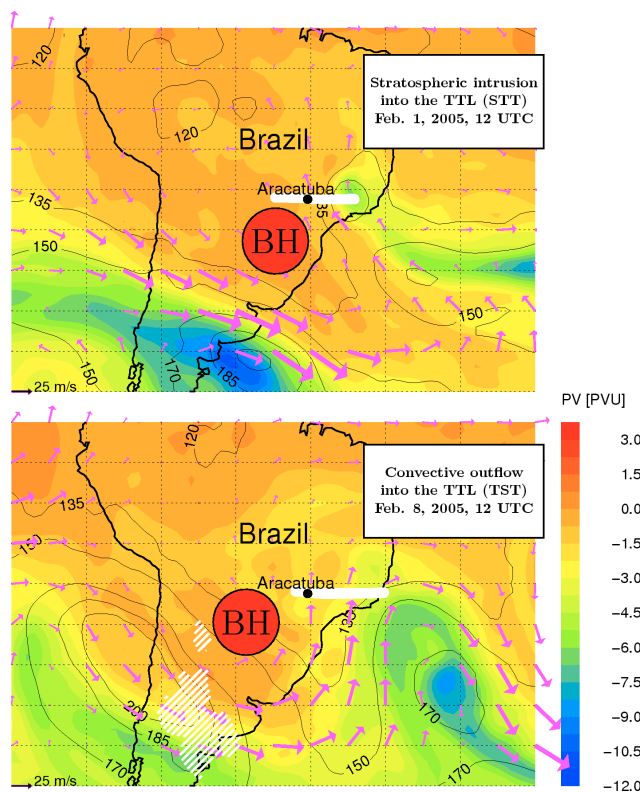 120
Stratospheric intrusion
into the TTL (STT)
Feb. 1, 2005, 12 UTC
120
Brazil
Aracatuba
135
135
BH
150
150
150
170
185
25 m/s
PV [PVU]
120
3.0
1.5
0.0
-1.5
-3.0
-4.5
-6.0
-7.5
-9.0
-10.5
-12.0
Convective outflow
into the TTL (TST)
Feb. 8, 2005, 12 UTC
135
150
Brazil
Aracatuba
BH
135
200
185
170
170
150
170
25 m/s